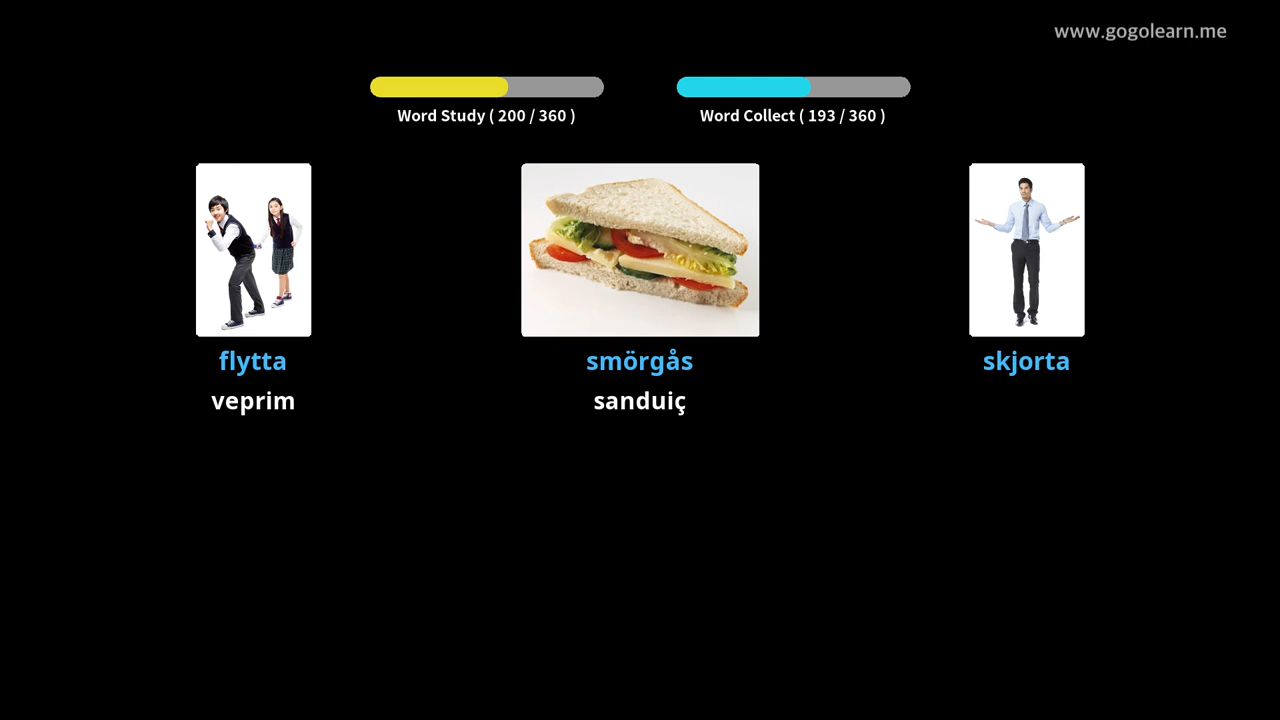 www.gogolearn.me
Word Study ( 200 / 360 )
Word Collect ( 193 / 360 )
flytta
veprim
smörgås
sanduiç
skjorta